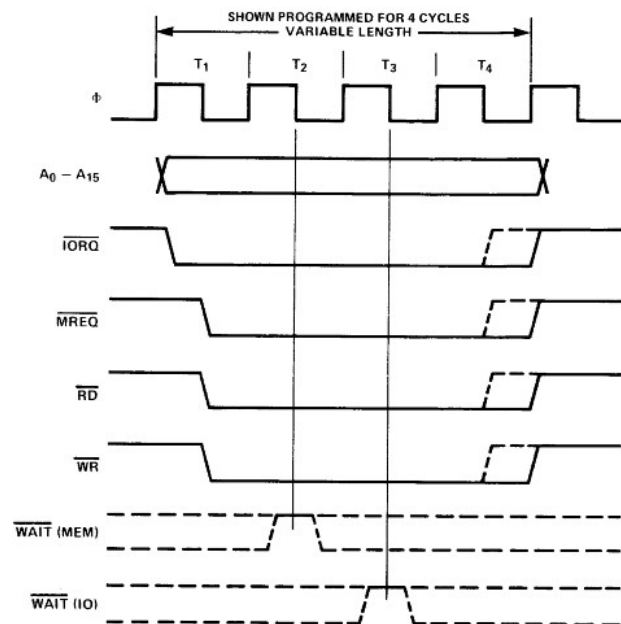 SHOWN PROGRAMMED FOR 4 CYCLES
VARIABLE LENGTH
T1 T2 T3 T4
Φ
A0 – A15
IORQ
MREQ
RD
WR
WAIT (MEM)
WAIT (IO)